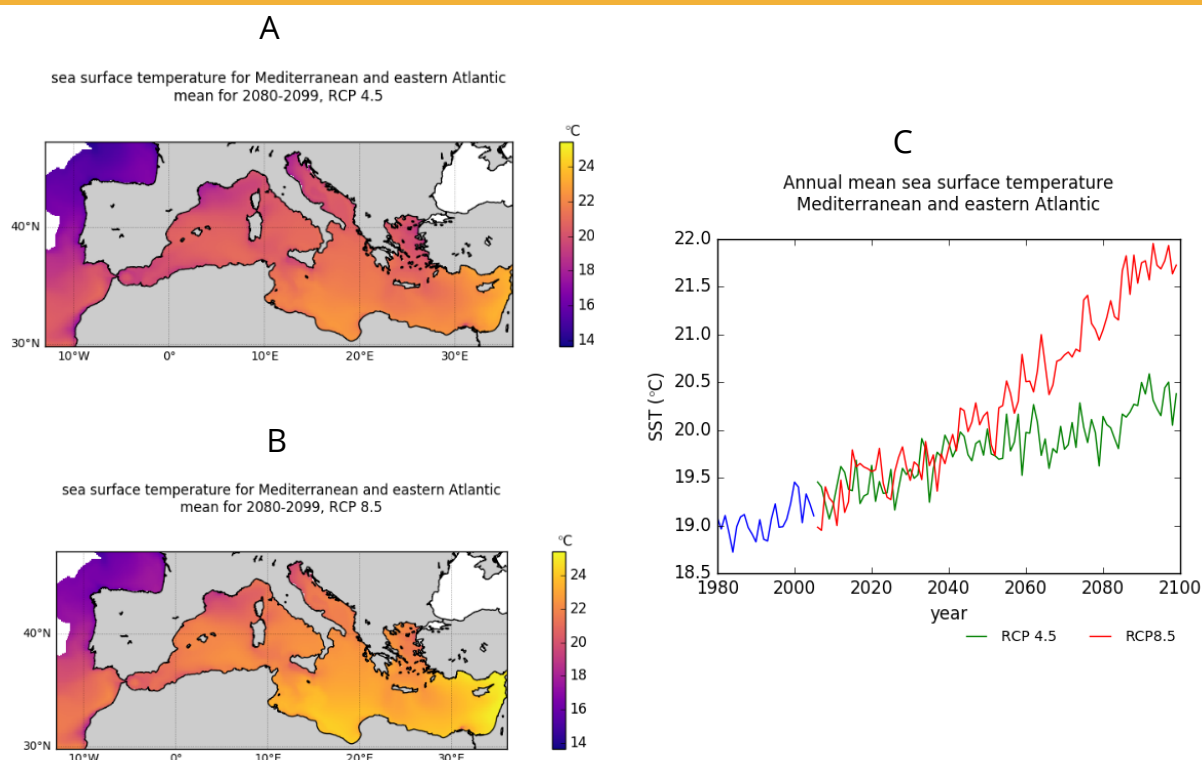 A
sea surface temperature for Mediterranean and eastern Atlantic
mean for 2080-2099, RCP 4.5
°C
24
22
20
18
16
14
40°N
30°N
10°W 0° 10°E 20°E 30°E
B
sea surface temperature for Mediterranean and eastern Atlantic
mean for 2080-2099, RCP 8.5
°C
24
22
20
18
16
14
40°N
30°N
10°W 0° 10°E 20°E 30°E
C
Annual mean sea surface temperature
Mediterranean and eastern Atlantic
22.0
21.5
21.0
20.5
20.0
19.5
19.0
18.5
SST (°C)
1980 2000 2020 2040 2060 2080 2100
year
RCP 4.5 RCP8.5